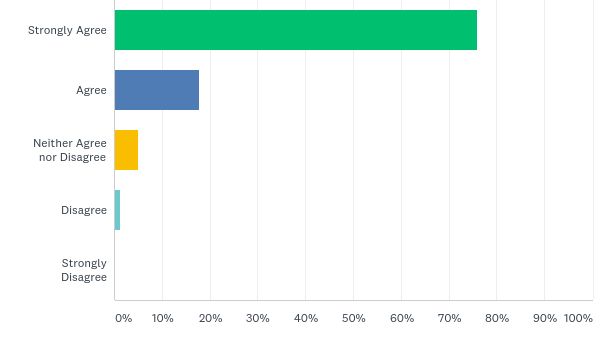 Strongly Agree
Agree
Neither Agree
nor Disagree
Disagree
Strongly
Disagree
0% 10% 20% 30% 40% 50% 60% 70% 80% 90% 100%